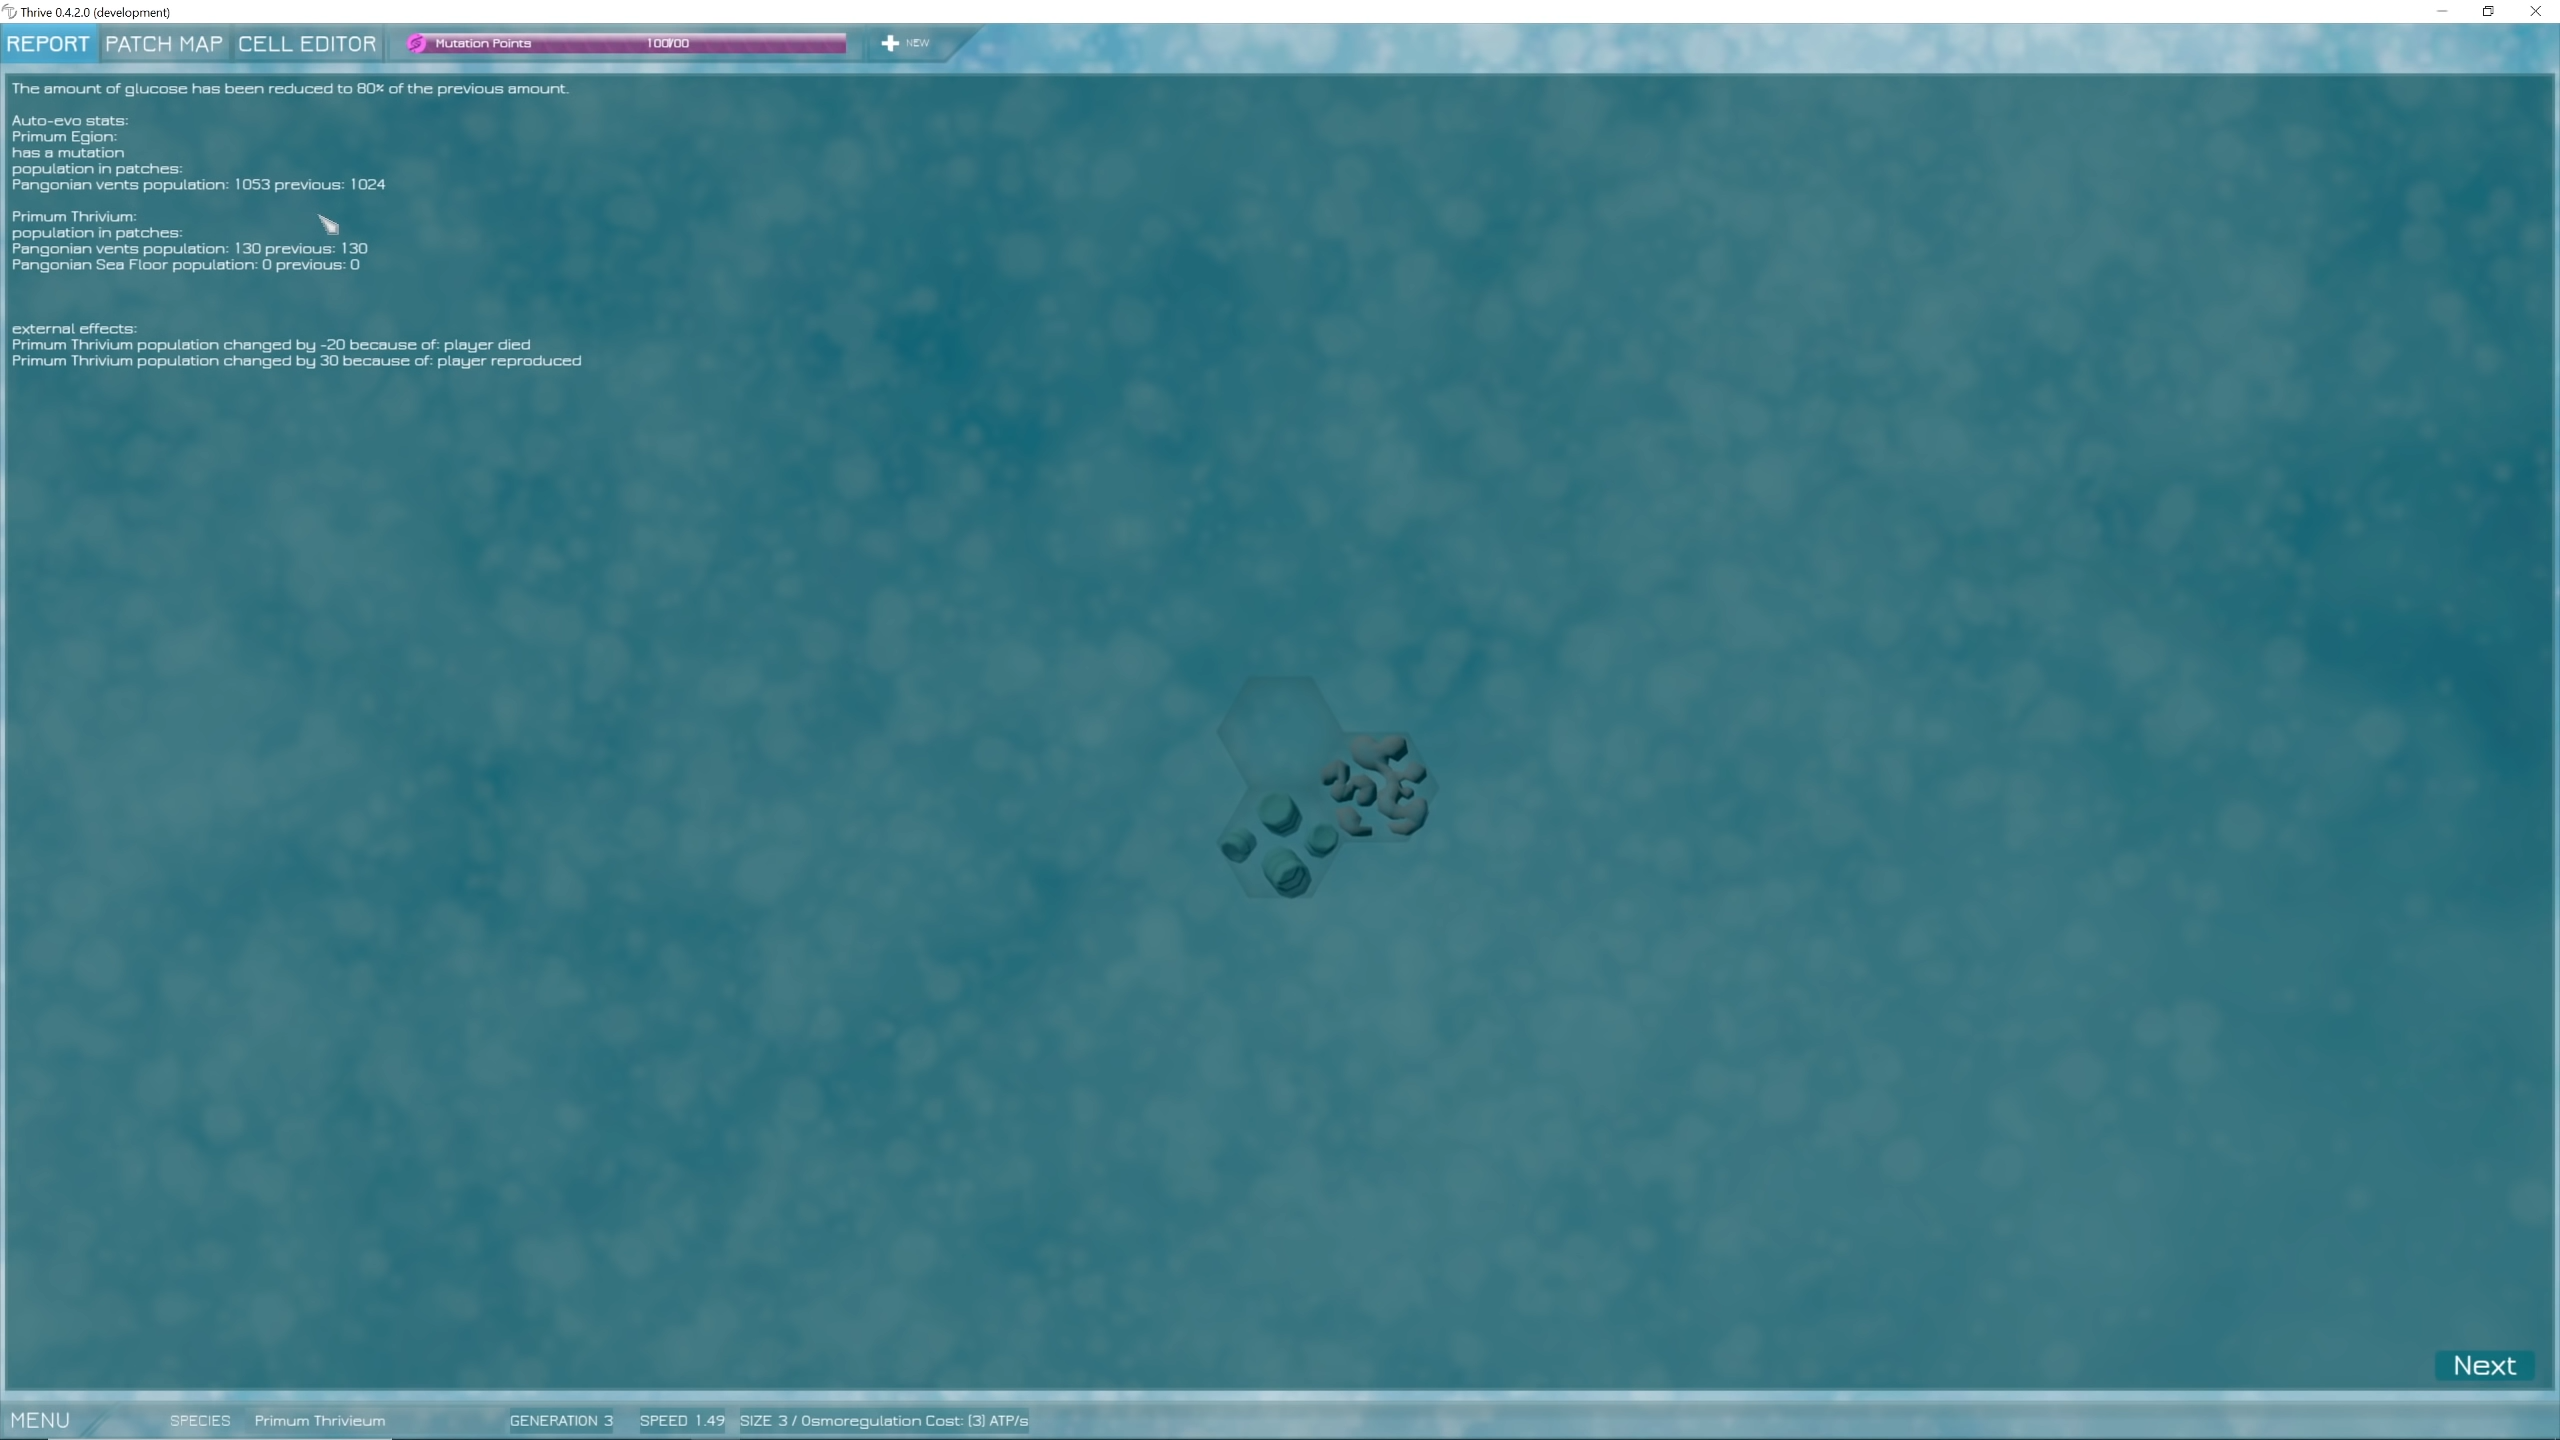 Thrive 0.4.2.0 (development)
REPORT PATCH MAP CELL EDITOR Mutation Points 100/00 NEW
The amount of glucose has been reduced to 80% of the previous amount.
Auto-evo stats:
Primum Egion:
has a mutation
population in patches:
Pangonian vents population: 1053 previous: 1024
Primum Thrivium:
population in patches:
Pangonian vents population: 130 previous: 130
Pangonian Sea Floor population: 0 previous: 0
external effects:
Primum Thrivium population changed by -20 because of: player died
Primum Thrivium population changed by 30 because of: player reproduced
Next
MENU SPECIES Primum Thrivieum GENERATION 3 SPEED 1.49 SIZE 3 / Osmoregulation Cost: (3) ATP/s